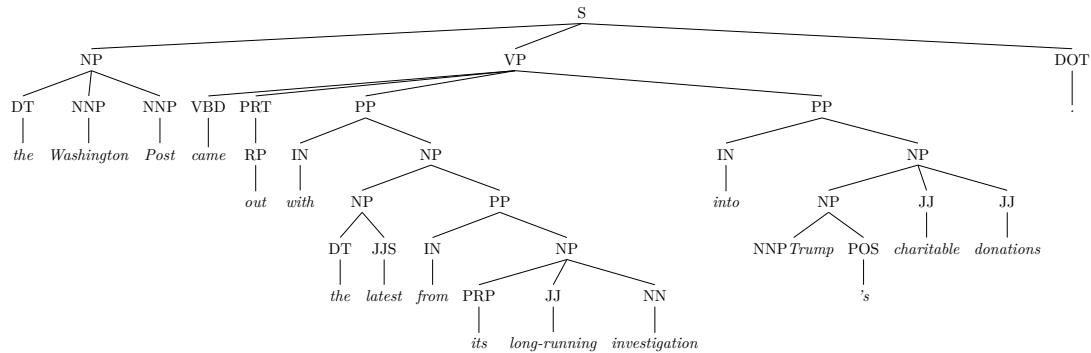 S
NP VP DOT
DT NNP NNP VBD PRT PP PP .
the Washington Post came RP IN NP IN NP
out with NP PP into NP JJ JJ
DT JJS IN NP NNP Trump POS charitable donations
the latest from PRP JJ NN 's
its long-running investigation